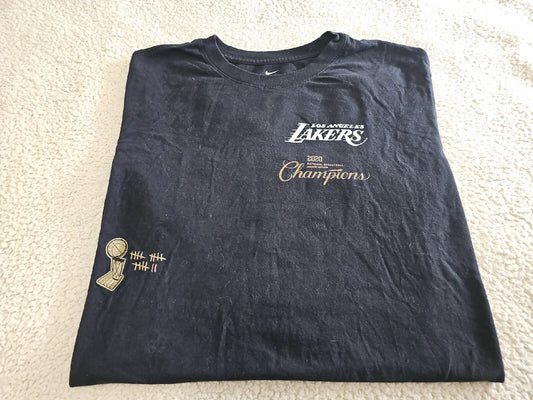 LOS ANGELES
LAKERS
2020
NATIONAL BASKETBALL
ASSOCIATION
Champions